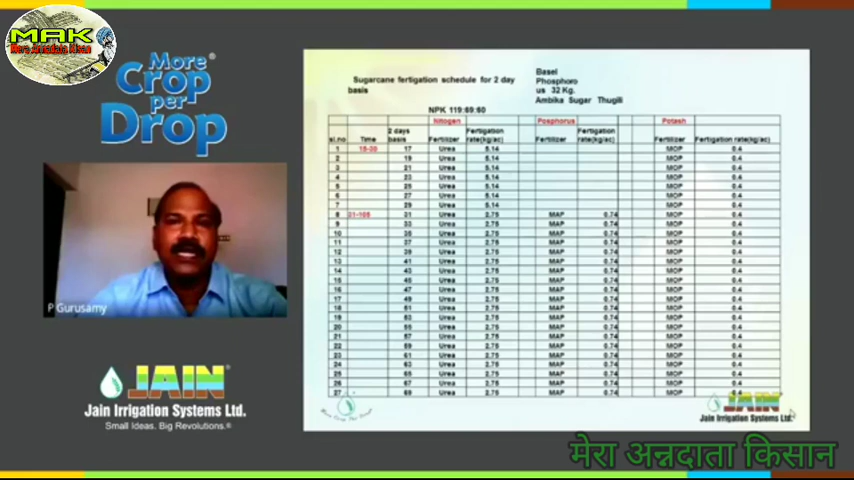 MAK
Mera Anndata Kisan
More®
Crop
per
Drop
P Gurusamy
JAIN®
Jain Irrigation Systems Ltd.
Small Ideas. Big Revolutions.®
Sugarcane fertigation schedule for 2 day
basis
Basel
Phosphoro
us 32 Kg.
Ambika Sugar Thugili
NPK 119:69:60
Nitogen Posphorus Potash
sl.no Time 2 days basis Fertilizer Fertigation rate(kg/ac) Fertilizer Fertigation rate(kg/ac) Fertilizer Fertigation rate(kg/ac)
1 15-30 17 Urea 5.14 MOP 0.4
2 19 Urea 5.14 MOP 0.4
3 21 Urea 5.14 MOP 0.4
4 23 Urea 5.14 MOP 0.4
5 25 Urea 5.14 MOP 0.4
6 27 Urea 5.14 MOP 0.4
7 29 Urea 5.14 MOP 0.4
8 31-105 31 Urea 2.75 MAP 0.74 MOP 0.4
9 33 Urea 2.75 MAP 0.74 MOP 0.4
10 35 Urea 2.75 MAP 0.74 MOP 0.4
11 37 Urea 2.75 MAP 0.74 MOP 0.4
12 39 Urea 2.75 MAP 0.74 MOP 0.4
13 41 Urea 2.75 MAP 0.74 MOP 0.4
14 43 Urea 2.75 MAP 0.74 MOP 0.4
15 45 Urea 2.75 MAP 0.74 MOP 0.4
16 47 Urea 2.75 MAP 0.74 MOP 0.4
17 49 Urea 2.75 MAP 0.74 MOP 0.4
18 51 Urea 2.75 MAP 0.74 MOP 0.4
19 53 Urea 2.75 MAP 0.74 MOP 0.4
20 55 Urea 2.75 MAP 0.74 MOP 0.4
21 57 Urea 2.75 MAP 0.74 MOP 0.4
22 59 Urea 2.75 MAP 0.74 MOP 0.4
23 61 Urea 2.75 MAP 0.74 MOP 0.4
24 63 Urea 2.75 MAP 0.74 MOP 0.4
25 65 Urea 2.75 MAP 0.74 MOP 0.4
26 67 Urea 2.75 MAP 0.74 MOP 0.4
27 69 Urea 2.75 MAP 0.74 MOP 0.4
More Crop Per Drop
JAIN
Jain Irrigation Systems Ltd.
मेरा अन्नदाता किसान